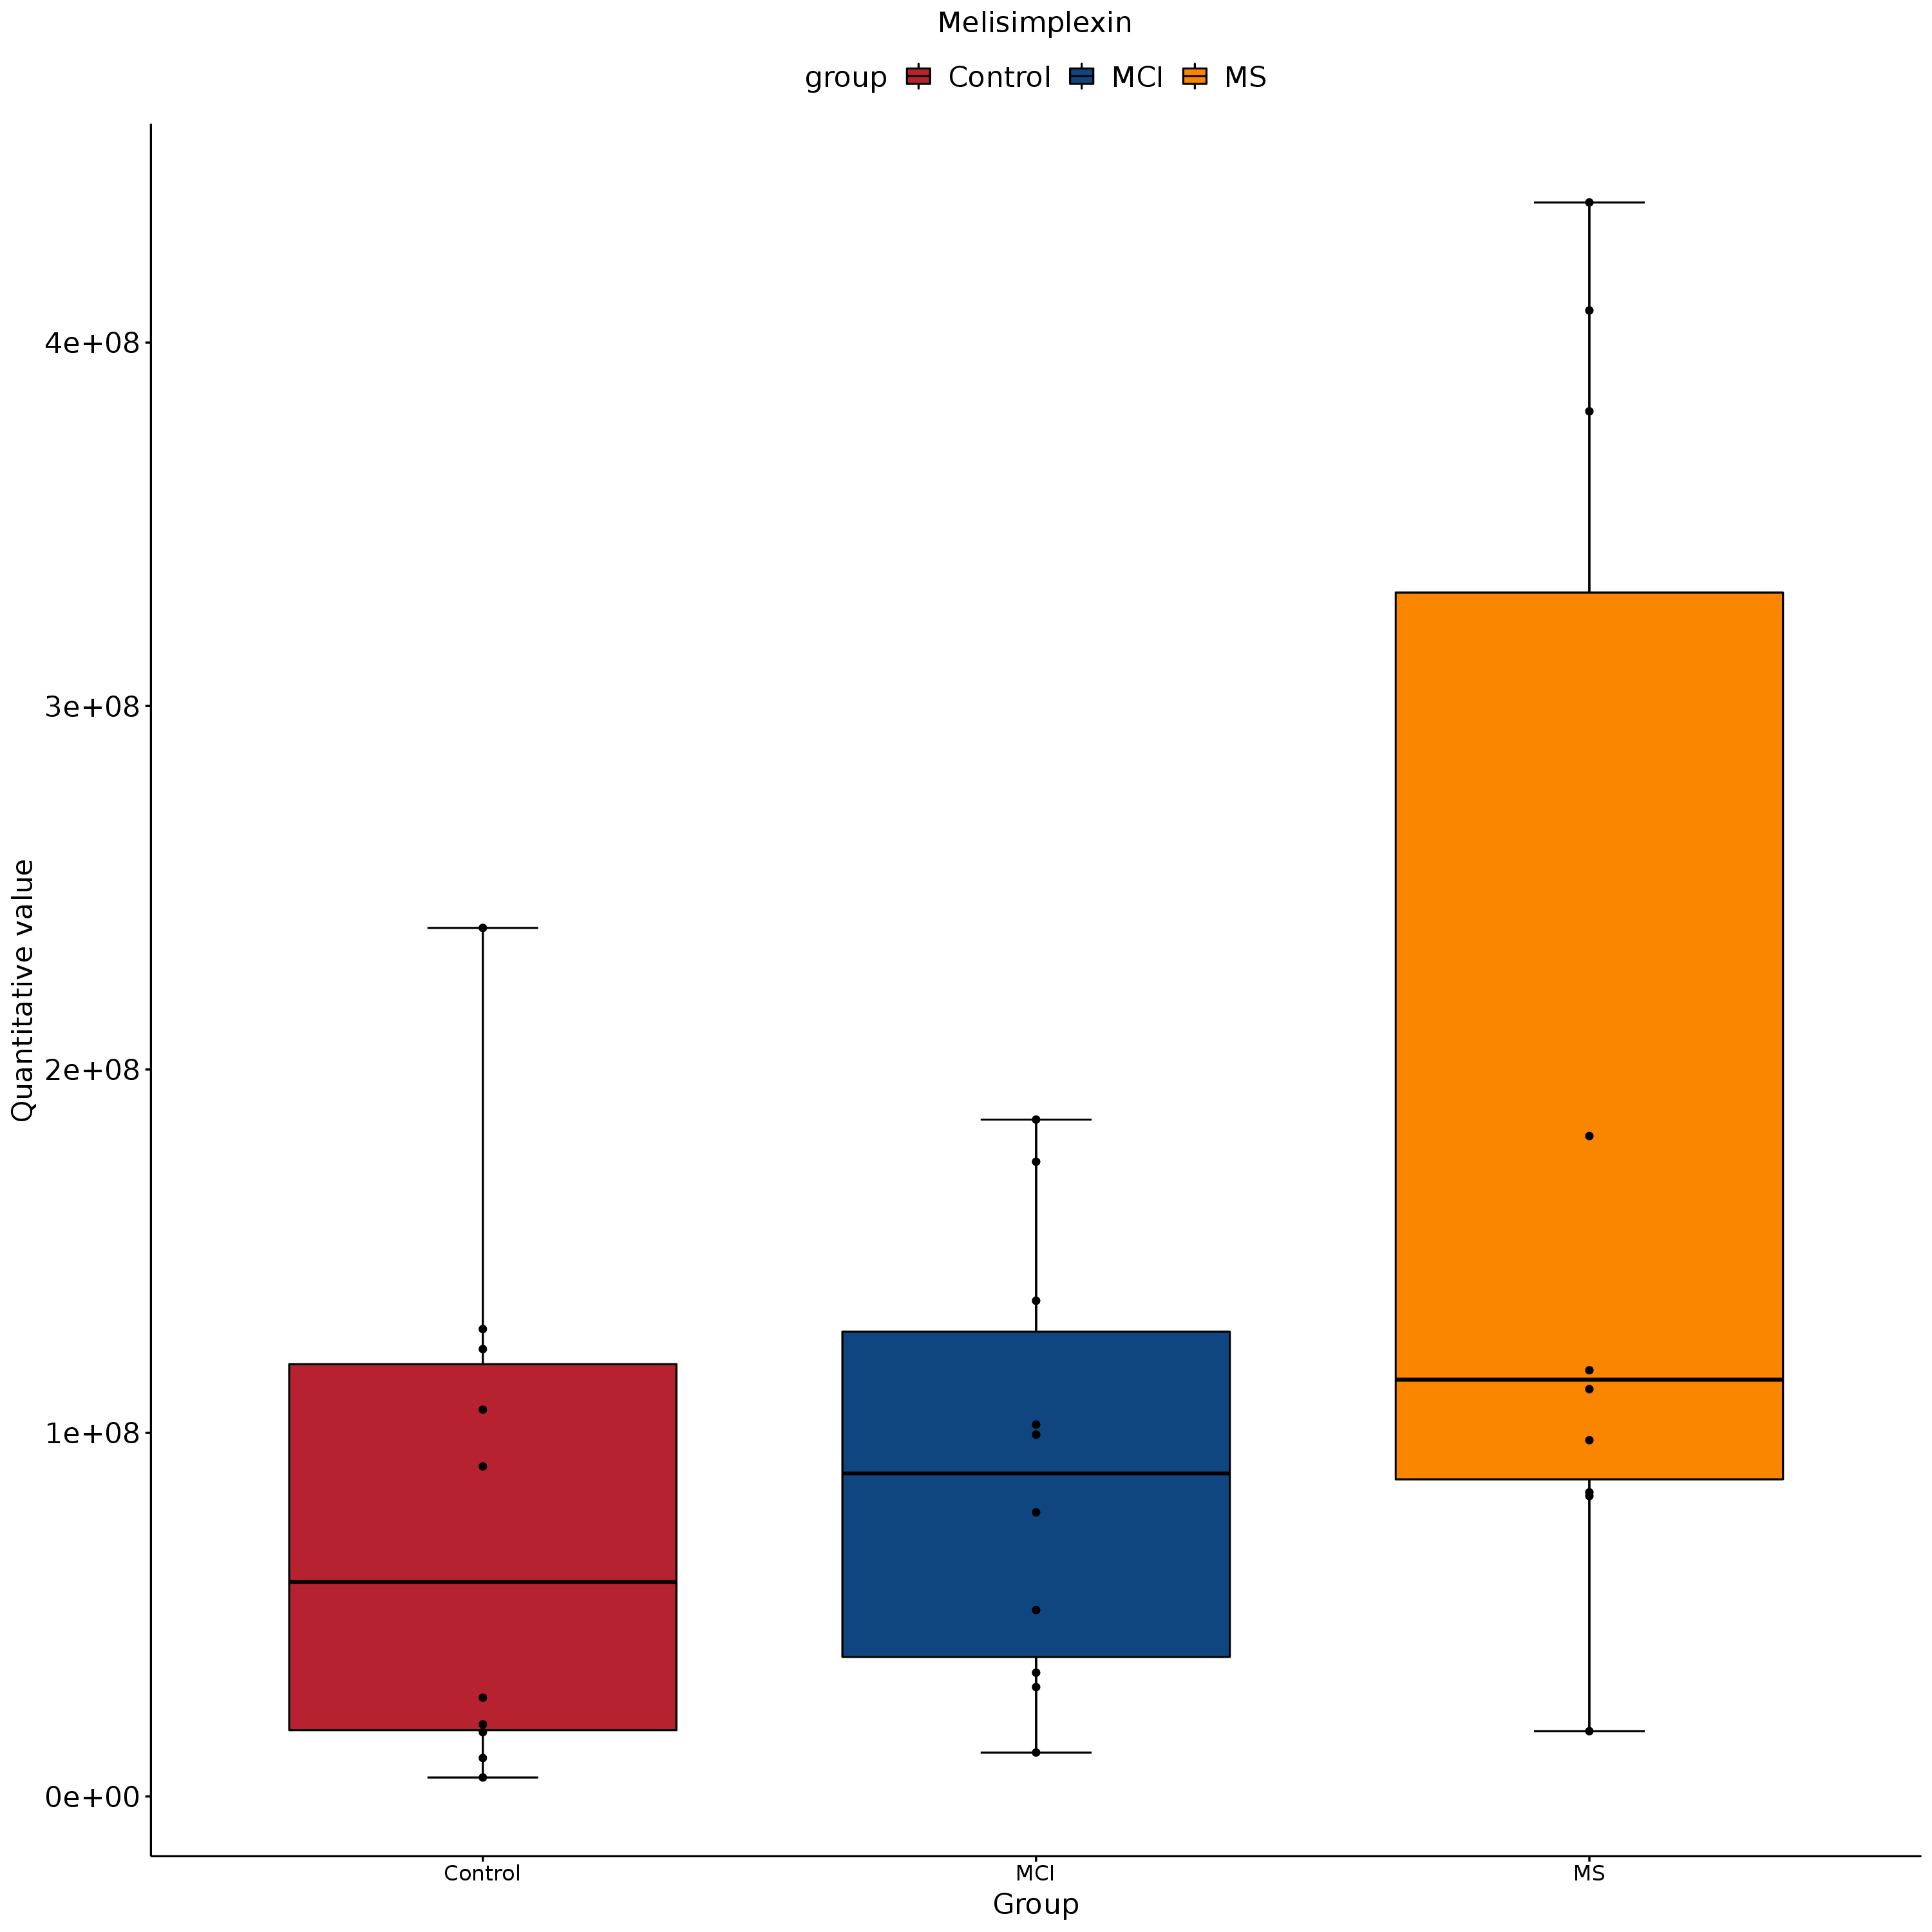 Melisimplexin
group Control MCI MS
Quantitative value
4e+08
3e+08
2e+08
1e+08
0e+00
Control MCI MS
Group